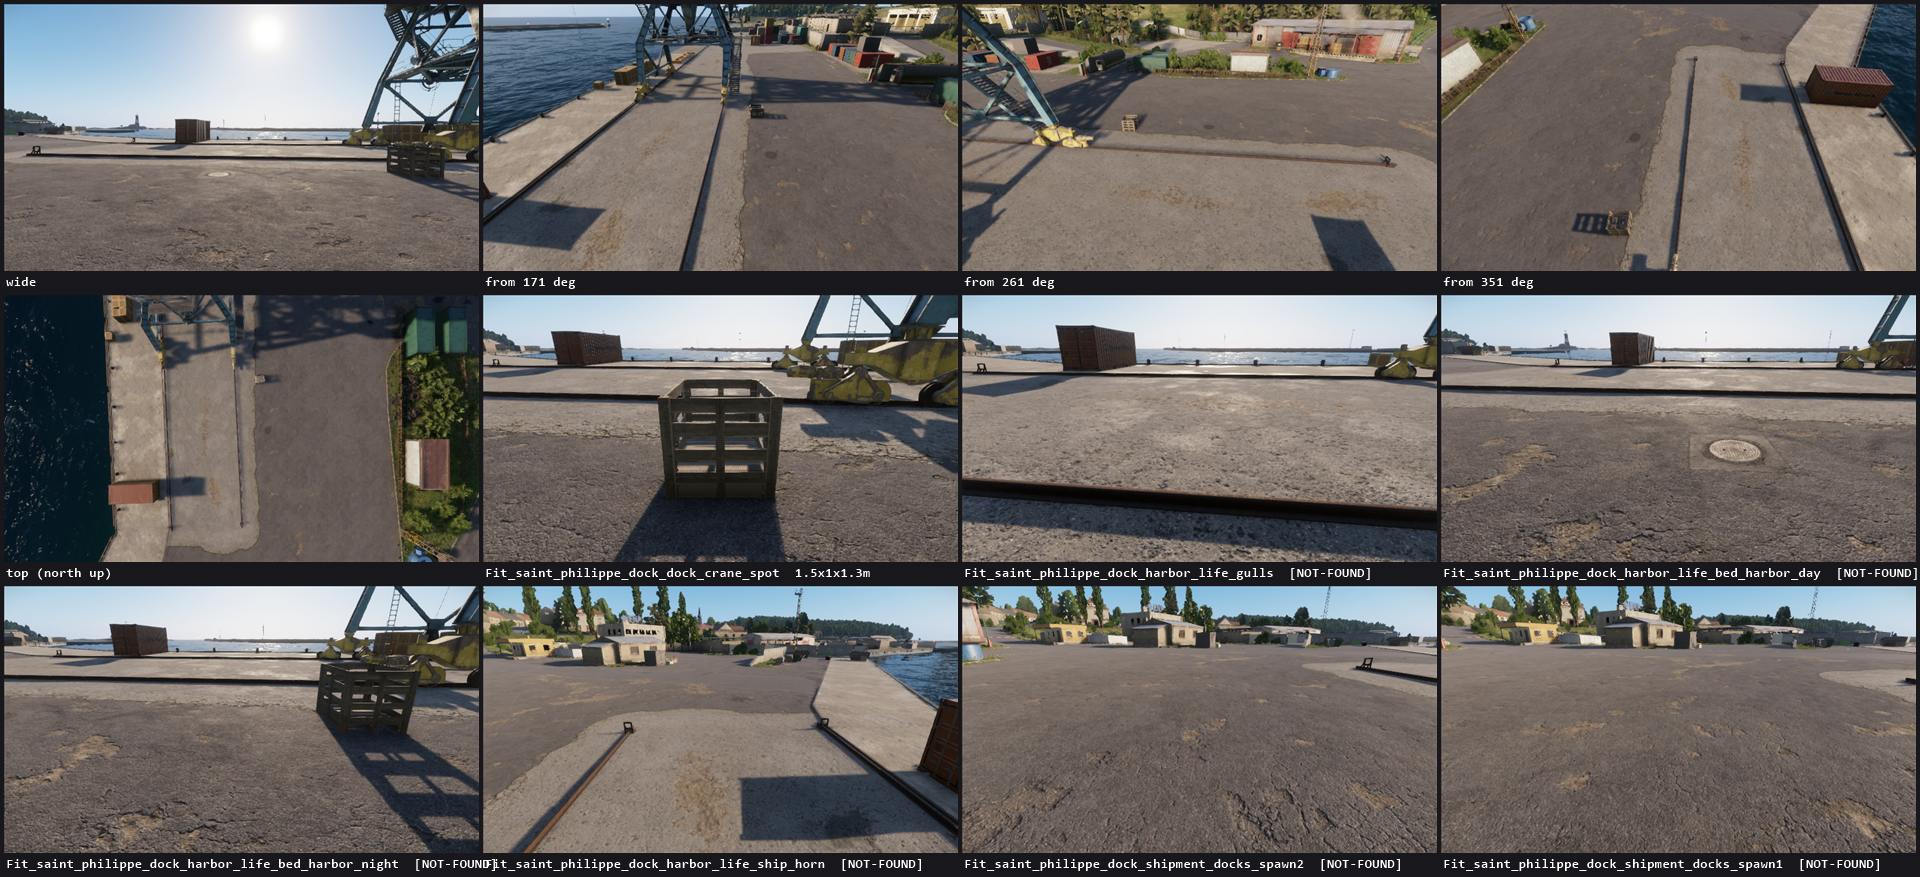 wide
from 171 deg
from 261 deg
from 351 deg
top (north up)
Fit_saint_philippe_dock_dock_crane_spot  1.5x1x1.3m
Fit_saint_philippe_dock_harbor_life_gulls  [NOT-FOUND]
Fit_saint_philippe_dock_harbor_life_bed_harbor_day  [NOT-FOUND]
Fit_saint_philippe_dock_harbor_life_bed_harbor_night  [NOT-FOUND]
Fit_saint_philippe_dock_harbor_life_ship_horn  [NOT-FOUND]
Fit_saint_philippe_dock_shipment_docks_spawn2  [NOT-FOUND]
Fit_saint_philippe_dock_shipment_docks_spawn1  [NOT-FOUND]